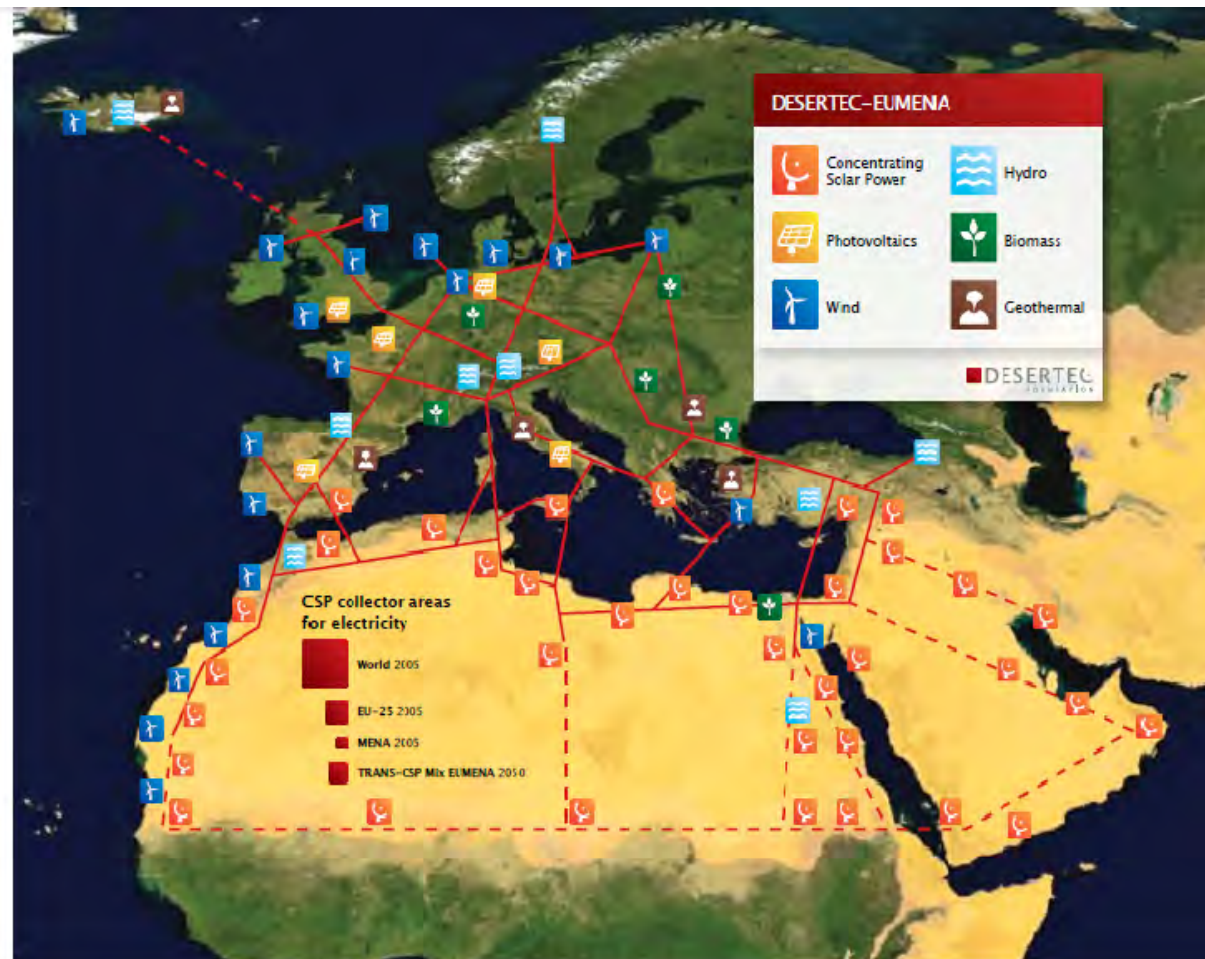 DESERTEC-EUMENIA
Concentrating
Solar Power
Hydro
Photovoltaics
Biomass
Wind
Geothermal
DESERTEC
CSP collector areas
for electricity
World 2005
EU-25 2005
MENA 2005
TRANS-CSP Mix EUMENA 2050